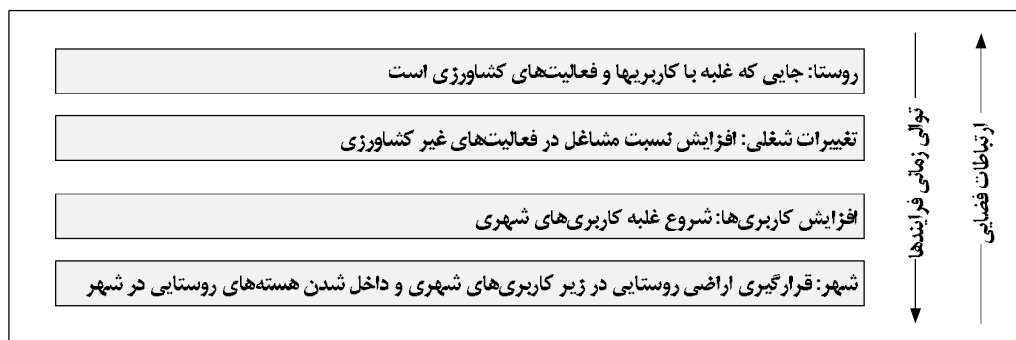 روستا: جایی که غلبه با کاربریها و فعالیت‌های کشاورزی است
تغییرات شغلی: افزایش نسبت مشاغل در فعالیت‌های غیر کشاورزی
افزایش کاربری‌ها: شروع غلبه کاربری‌های شهری
شهر: قرارگیری اراضی روستایی در زیر کاربری‌های شهری و داخل شدن هسته‌های روستایی در شهر
توالی زمانی فرایندها
ارتباطات فضایی